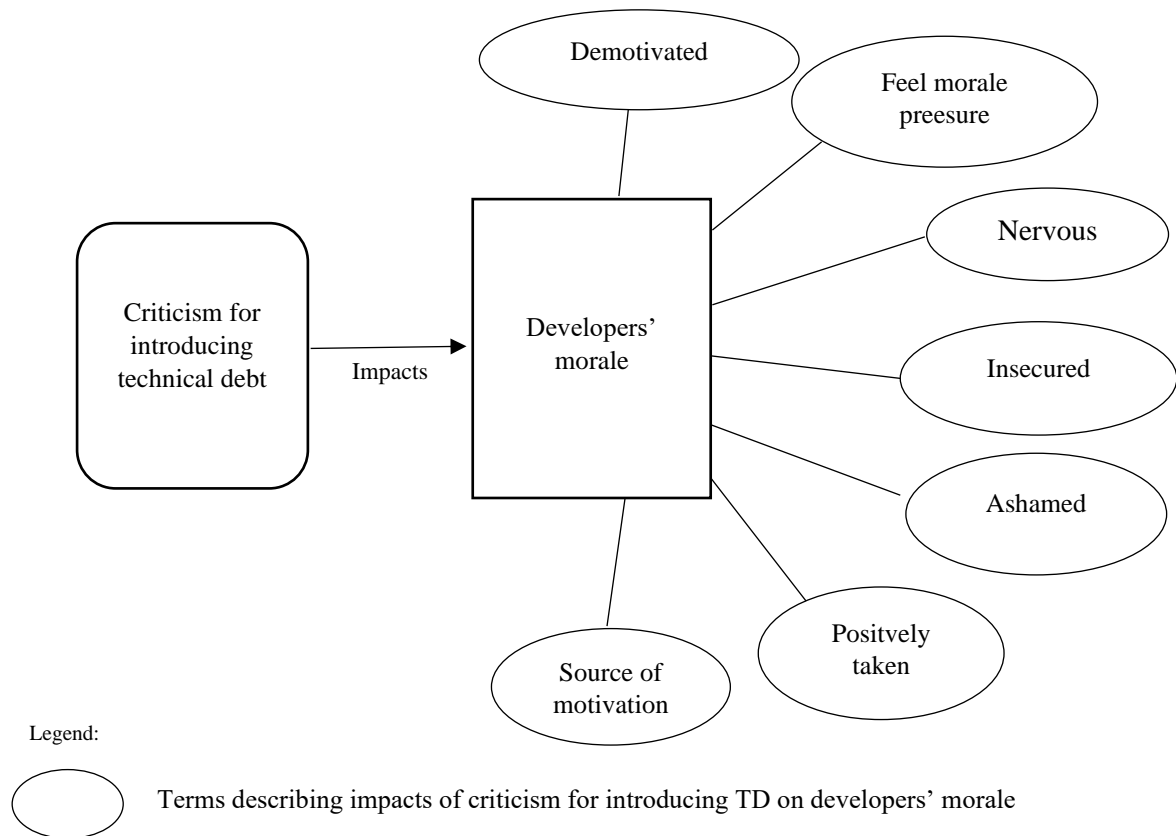 Demotivated
Feel morale
preesure
Nervous
Criticism for
introducing
technical debt
Impacts
Developers’
morale
Insecured
Ashamed
Positvely
taken
Source of
motivation
Legend:
Terms describing impacts of criticism for introducing TD on developers’ morale